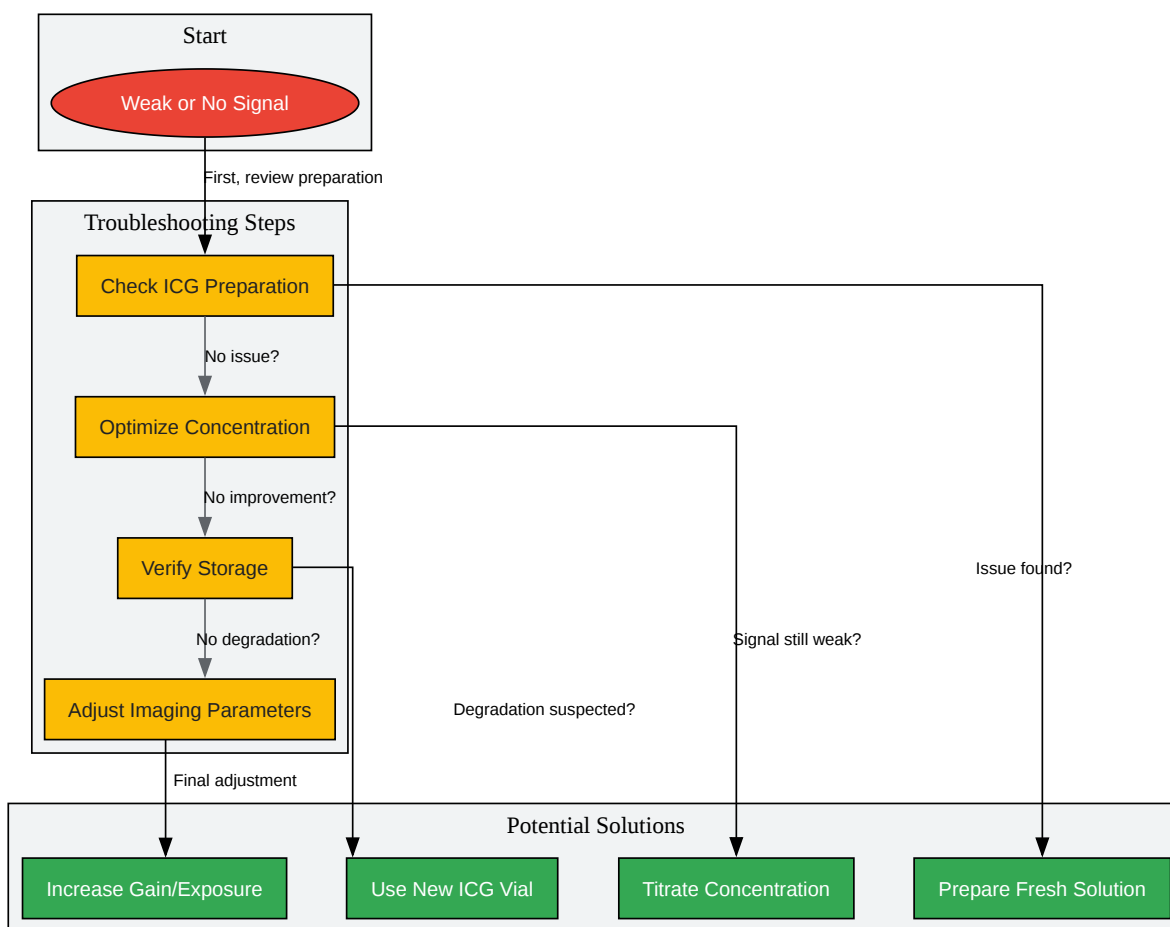 Start
Weak or No Signal
First, review preparation
Troubleshooting Steps
Check ICG Preparation
No issue?
Optimize Concentration
No improvement?
Verify Storage
Issue found?
No degradation?
Signal still weak?
Adjust Imaging Parameters
Degradation suspected?
Final adjustment
Potential Solutions
Increase Gain/Exposure
Use New ICG Vial
Titrate Concentration
Prepare Fresh Solution